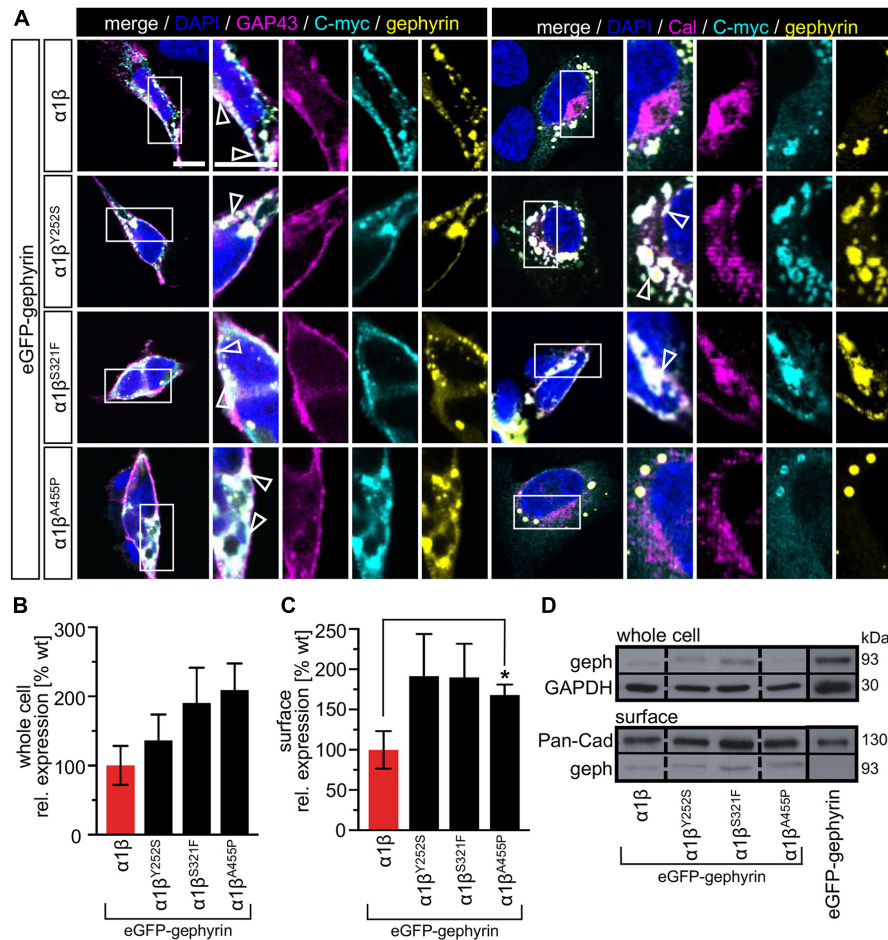 A
merge / DAPI / GAP43 / C-myc / gephyrin
merge / DAPI / Cal / C-myc / gephyrin
eGFP-gephyrin
α1β
α1βY252S
α1βS321F
α1βA455P
B
whole cell
rel. expression [% wt]
300
200
100
0
α1β
α1βY252S
α1βS321F
α1βA455P
eGFP-gephyrin
C
surface
rel. expression [% wt]
250
200
150
100
50
0
*
α1β
α1βY252S
α1βS321F
α1βA455P
eGFP-gephyrin
D
whole cell
kDa
geph
93
GAPDH
30
surface
Pan-Cad
130
geph
93
α1β
α1βY252S
α1βS321F
α1βA455P
eGFP-gephyrin
eGFP-gephyrin